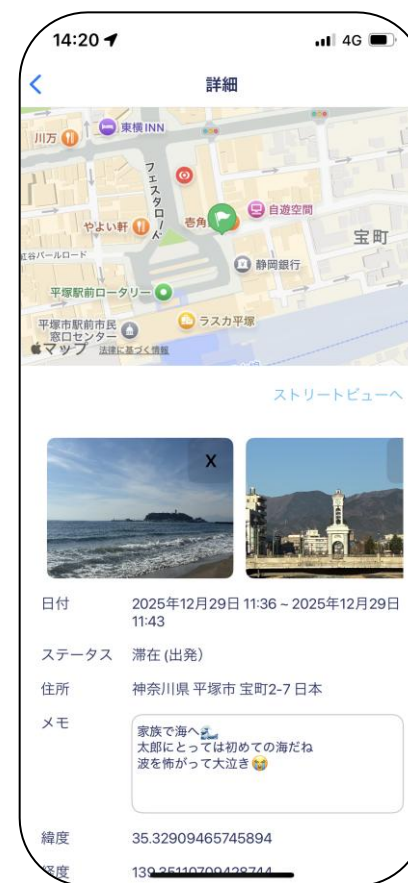 14:20
4G
詳細
川万
東横INN
フェスタロード
やよい軒
壱角
自遊空間
宝町
紅谷パールロード
静岡銀行
平塚駅前ロータリー
平塚市駅前市民
窓口センター
ラスカ平塚
マップ 法律に基づく情報
ストリートビューへ
X
日付 2025年12月29日 11:36 ~ 2025年12月29日
11:43
ステータス 滞在 (出発)
住所 神奈川県 平塚市 宝町2-7 日本
メモ 家族で海へ🌊
太郎にとっては初めての海だね
波を怖がって大泣き😭
緯度 35.32909465745894
経度 139.35110709428744